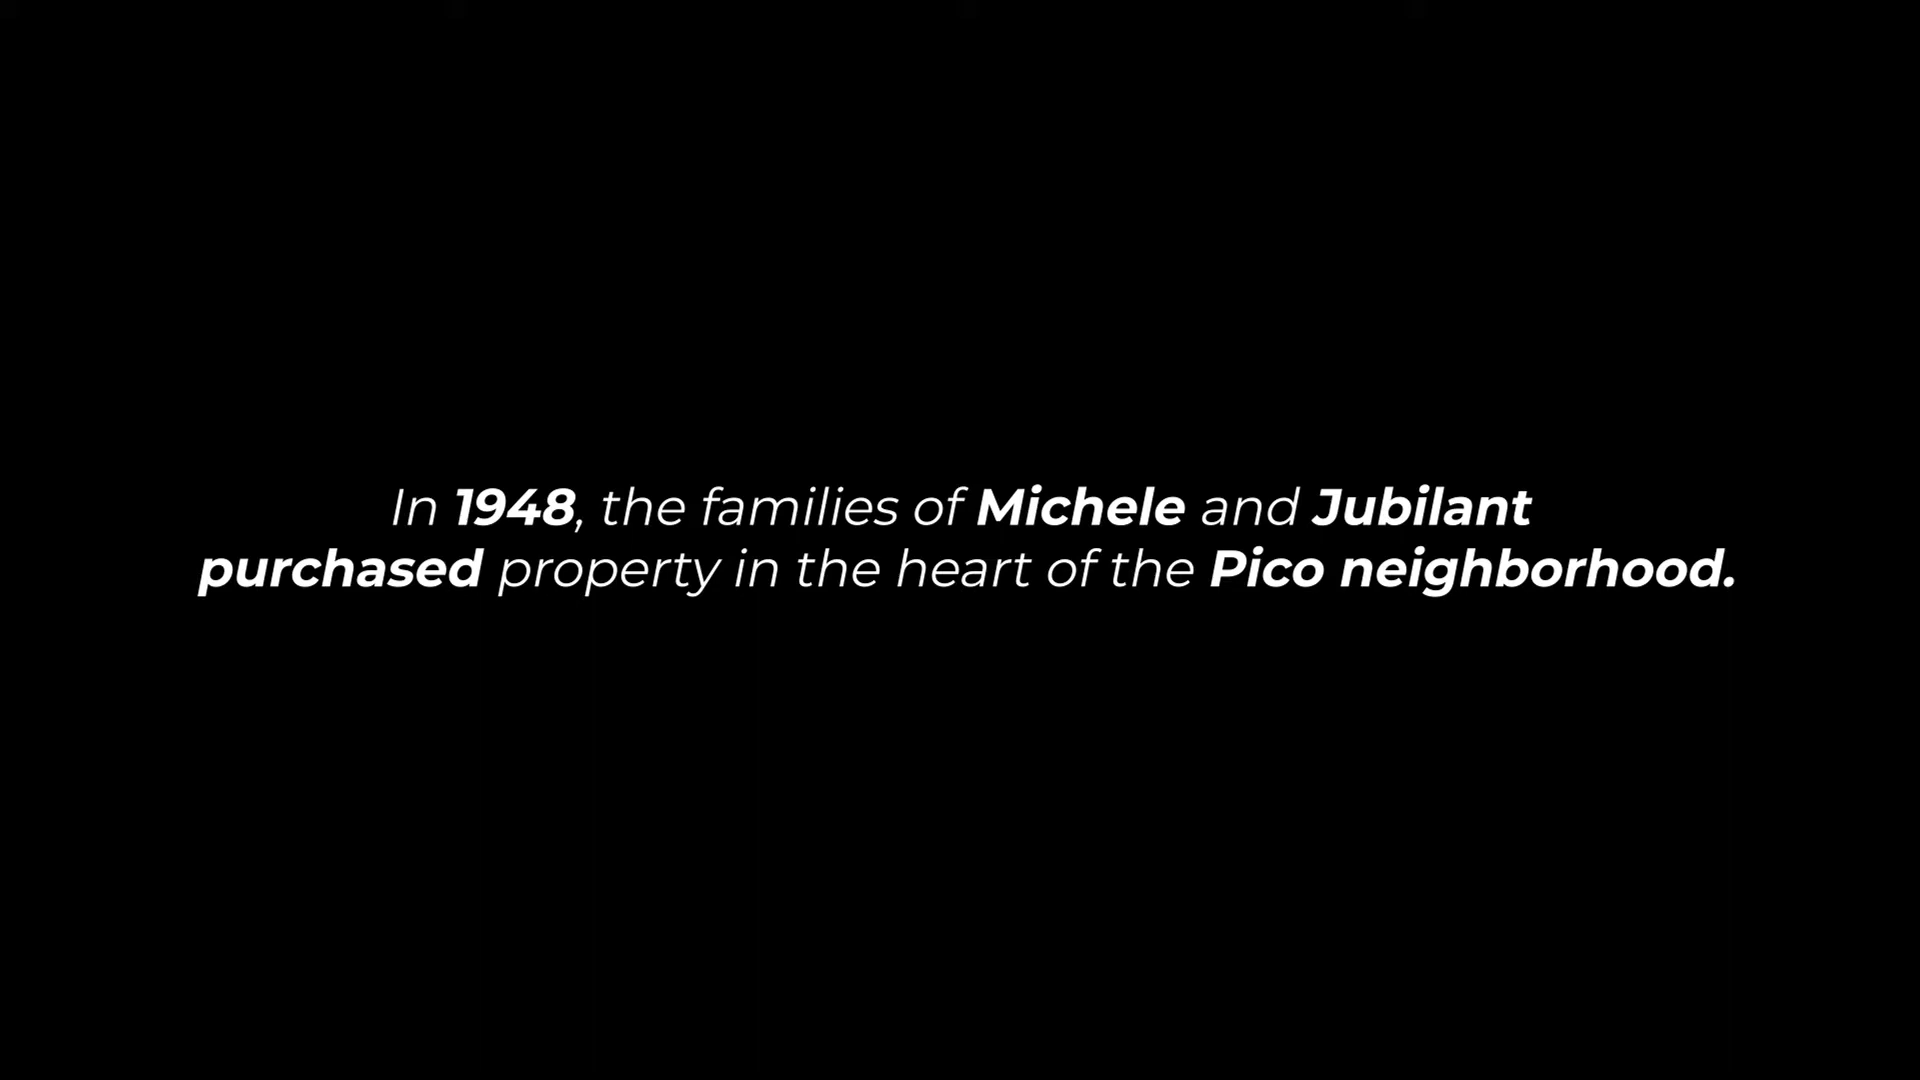 In 1948, the families of Michele and Jubilant
purchased property in the heart of the Pico neighborhood.